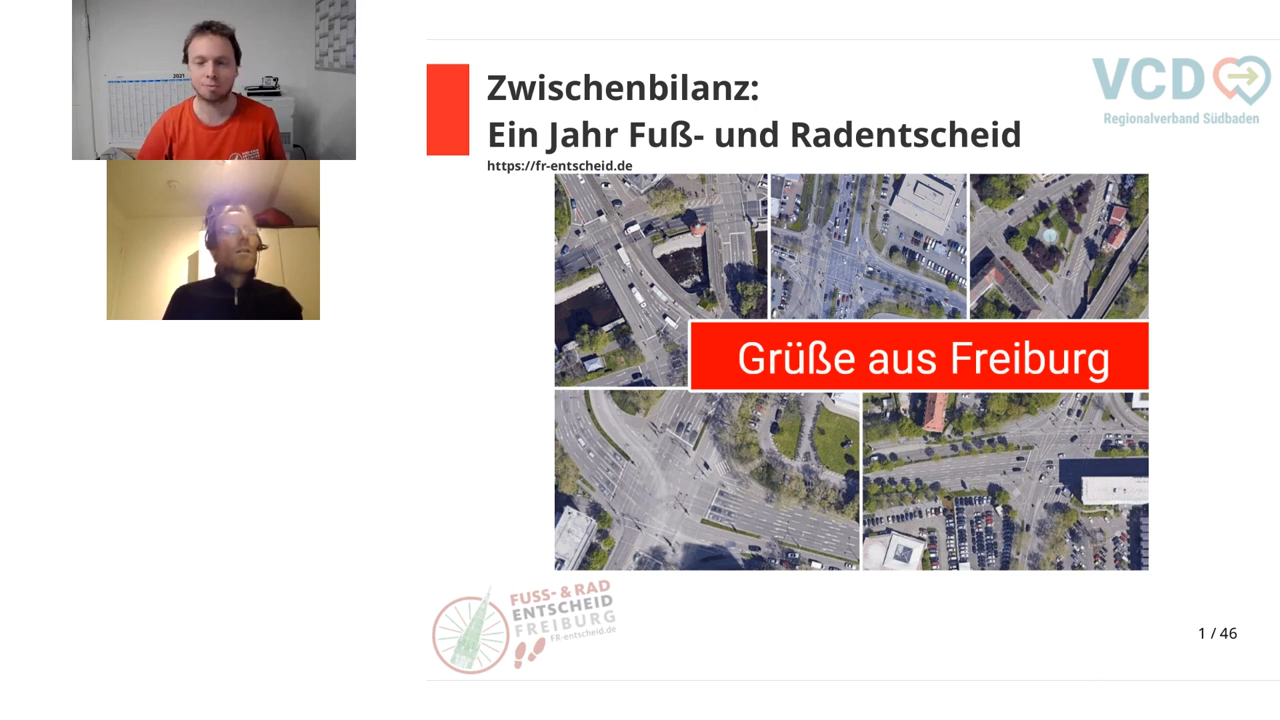 2021
Zwischenbilanz:
Ein Jahr Fuß- und Radentscheid
https://fr-entscheid.de
VCD
Regionalverband Südbaden
Grüße aus Freiburg
FUSS- & RAD
ENTSCHEID
FREIBURG
FR-entscheid.de
1 / 46